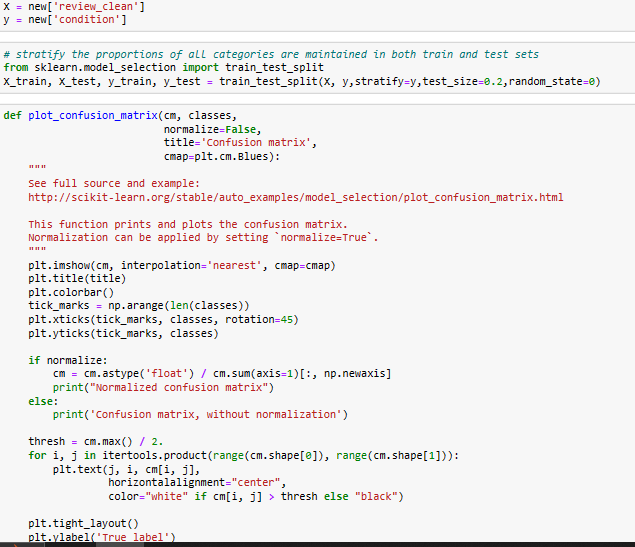 X = new['review_clean']
y = new['condition']
# stratify the proportions of all categories are maintained in both train and test sets
from sklearn.model_selection import train_test_split
X_train, X_test, y_train, y_test = train_test_split(X, y,stratify=y,test_size=0.2,random_state=0)
def plot_confusion_matrix(cm, classes,
                          normalize=False,
                          title='Confusion matrix',
                          cmap=plt.cm.Blues):
    """
    See full source and example:
    http://scikit-learn.org/stable/auto_examples/model_selection/plot_confusion_matrix.html

    This function prints and plots the confusion matrix.
    Normalization can be applied by setting `normalize=True`.
    """
    plt.imshow(cm, interpolation='nearest', cmap=cmap)
    plt.title(title)
    plt.colorbar()
    tick_marks = np.arange(len(classes))
    plt.xticks(tick_marks, classes, rotation=45)
    plt.yticks(tick_marks, classes)

    if normalize:
        cm = cm.astype('float') / cm.sum(axis=1)[:, np.newaxis]
        print("Normalized confusion matrix")
    else:
        print('Confusion matrix, without normalization')

    thresh = cm.max() / 2.
    for i, j in itertools.product(range(cm.shape[0]), range(cm.shape[1])):
        plt.text(j, i, cm[i, j],
                 horizontalalignment="center",
                 color="white" if cm[i, j] > thresh else "black")

    plt.tight_layout()
    plt.ylabel('True label')